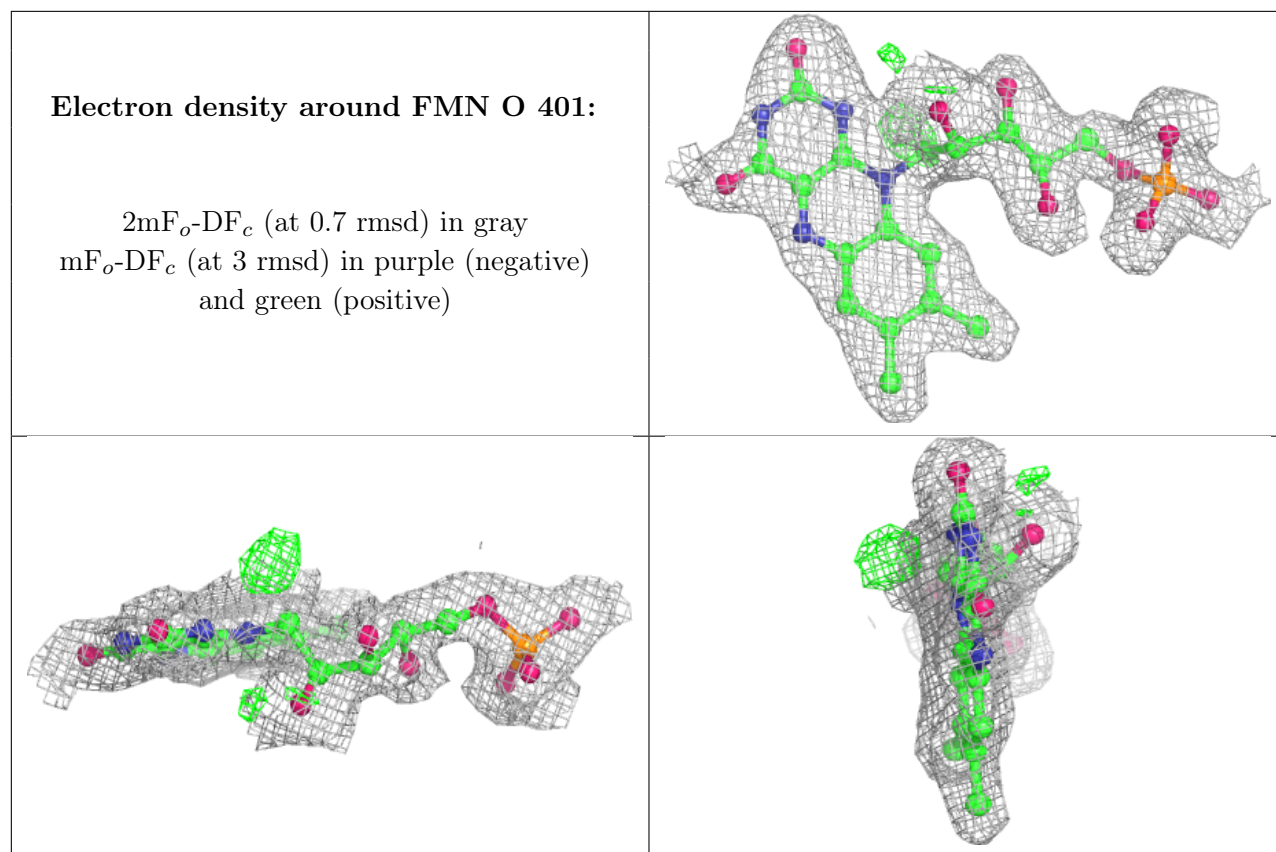 Electron density around FMN O 401:
2mFo-DFc (at 0.7 rmsd) in gray
mFo-DFc (at 3 rmsd) in purple (negative)
and green (positive)